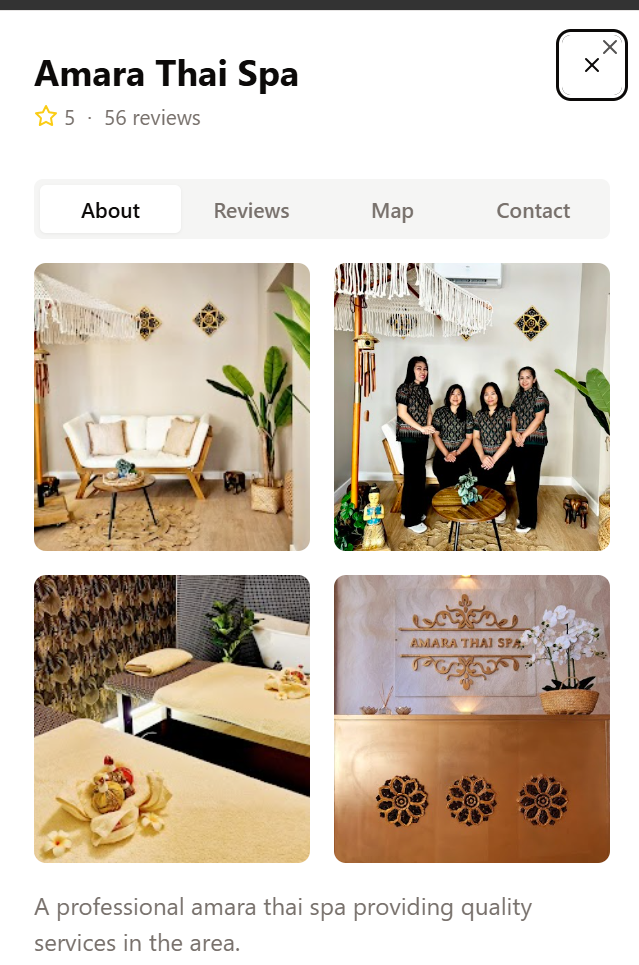 Amara Thai Spa
5 · 56 reviews
About Reviews Map Contact
AMARA THAI SPA
A professional amara thai spa providing quality
services in the area.